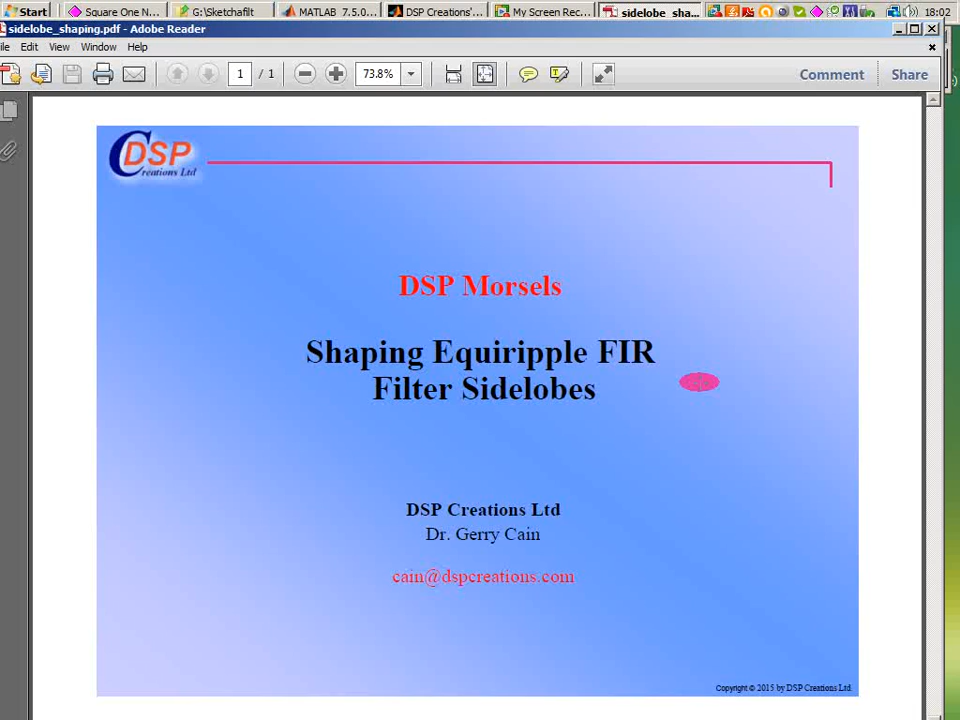 Start
Square One N...
G:\Sketchafilt
MATLAB 7.5.0...
DSP Creations'...
My Screen Rec...
sidelobe_sha...
18:02
sidelobe_shaping.pdf - Adobe Reader
ile Edit View Window Help
1 / 1
73.8%
Comment
Share
DSP
Creations Ltd
DSP Morsels
Shaping Equiripple FIR
Filter Sidelobes
DSP Creations Ltd
Dr. Gerry Cain
cain@dspcreations.com
Copyright © 2015 by DSP Creations Ltd